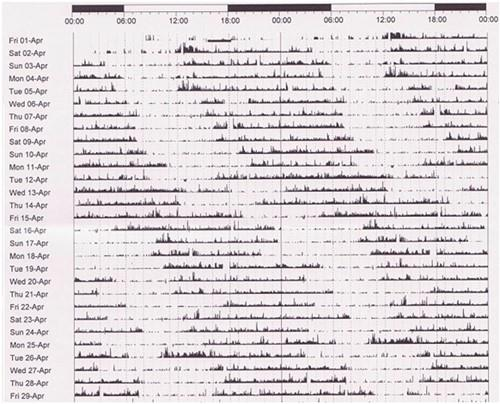 00:00 06:00 12:00 18:00 00:00 06:00 12:00 18:00 00:00
Fri 01-Apr
Sat 02-Apr
Sun 03-Apr
Mon 04-Apr
Tue 05-Apr
Wed 06-Apr
Thu 07-Apr
Fri 08-Apr
Sat 09-Apr
Sun 10-Apr
Mon 11-Apr
Tue 12-Apr
Wed 13-Apr
Thu 14-Apr
Fri 15-Apr
Sat 16-Apr
Sun 17-Apr
Mon 18-Apr
Tue 19-Apr
Wed 20-Apr
Thu 21-Apr
Fri 22-Apr
Sat 23-Apr
Sun 24-Apr
Mon 25-Apr
Tue 26-Apr
Wed 27-Apr
Thu 28-Apr
Fri 29-Apr